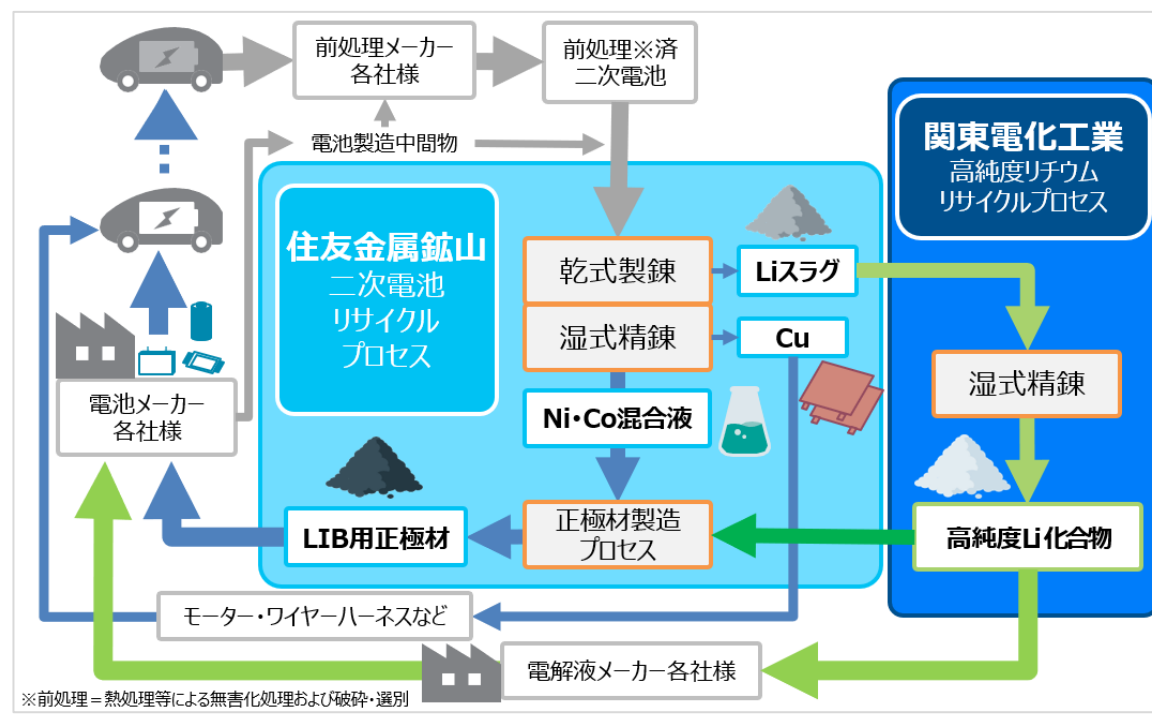 前処理メーカー
各社様
前処理※済
二次電池
電池製造中間物
関東電化工業
高純度リチウム
リサイクルプロセス
住友金属鉱山
二次電池
リサイクル
プロセス
乾式製錬
Liスラグ
湿式精錬
Cu
湿式精錬
電池メーカー
各社様
Ni・Co混合液
LIB用正極材
正極材製造
プロセス
高純度Li化合物
モーター・ワイヤーハーネスなど
電解液メーカー各社様
※前処理=熱処理等による無害化処理および破砕・選別